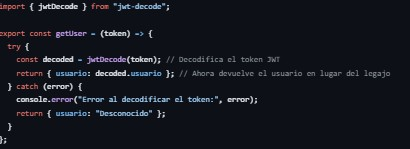 import { jwtDecode } from "jwt-decode";
export const getUser = (token) => {
try {
const decoded = jwtDecode(token); // Decodifica el token JWT
return { usuario: decoded.usuario }; // Ahora devuelve el usuario en lugar del legajo
} catch (error) {
console.error("Error al decodificar el token:", error);
return { usuario: "Desconocido" };
}
};